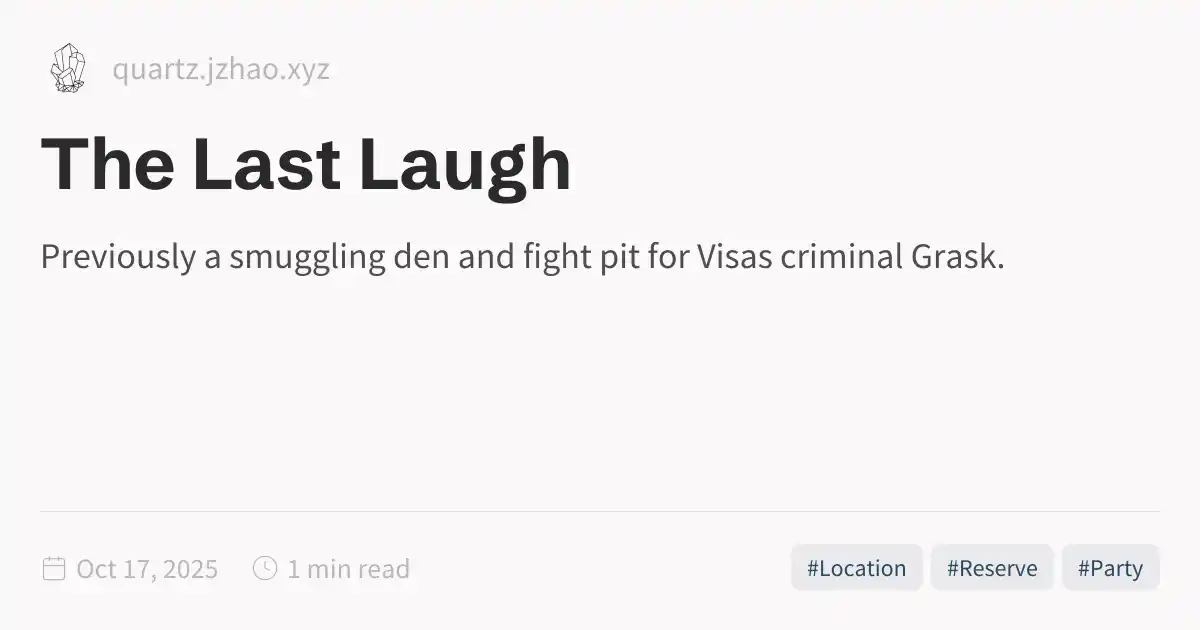 quartz.jzhao.xyz
The Last Laugh
Previously a smuggling den and fight pit for Visas criminal Grask.
Oct 17, 2025 1 min read #Location #Reserve #Party